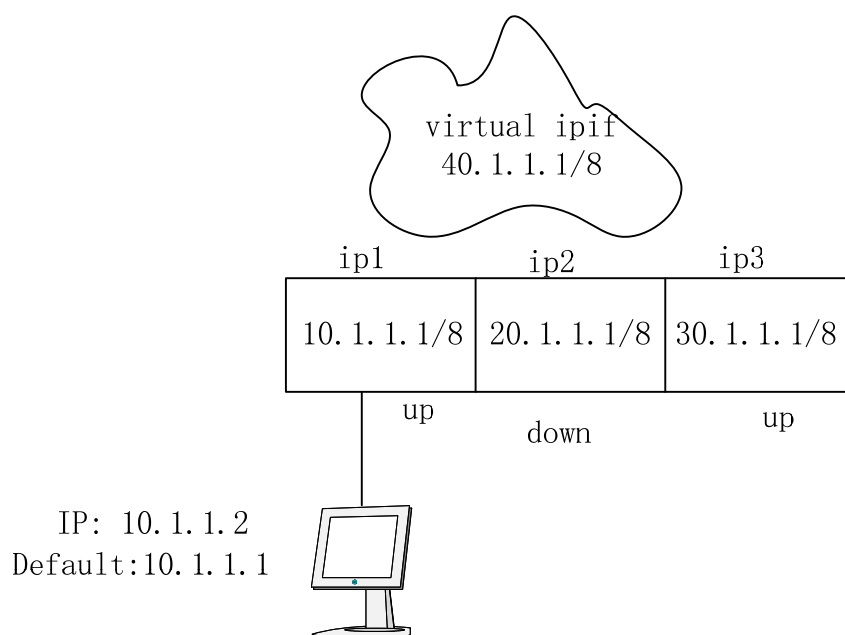 virtual ipif
40.1.1.1/8
ip1
ip2
ip3
10.1.1.1/8
20.1.1.1/8
30.1.1.1/8
up
down
up
IP: 10.1.1.2
Default:10.1.1.1